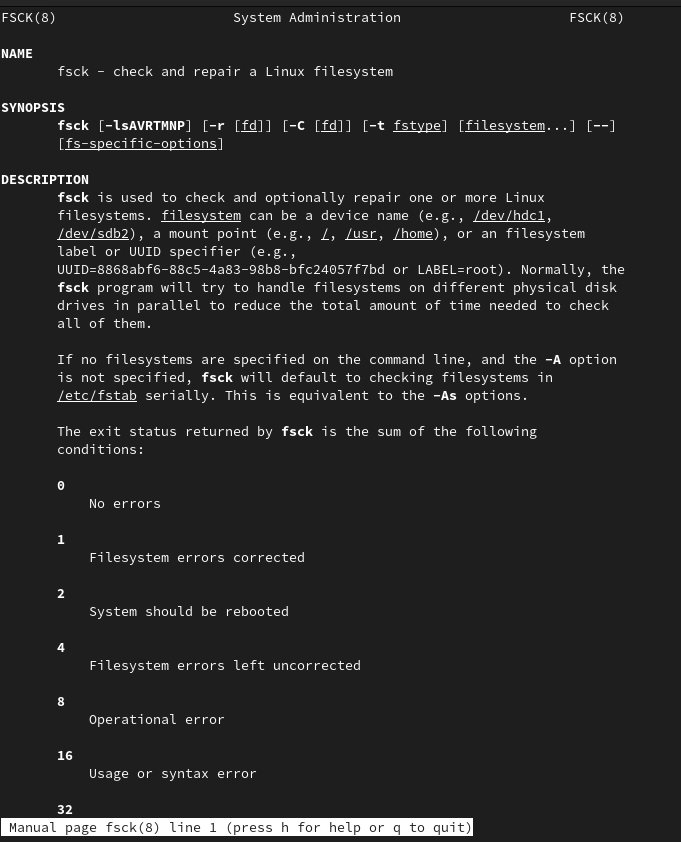 FSCK(8) System Administration FSCK(8)
NAME
fsck - check and repair a Linux filesystem
SYNOPSIS
fsck [-lsAVRTMNP] [-r [fd]] [-C [fd]] [-t fstype] [filesystem...] [--]
[fs-specific-options]
DESCRIPTION
fsck is used to check and optionally repair one or more Linux
filesystems. filesystem can be a device name (e.g., /dev/hdc1,
/dev/sdb2), a mount point (e.g., /, /usr, /home), or an filesystem
label or UUID specifier (e.g.,
UUID=8868abf6-88c5-4a83-98b8-bfc24057f7bd or LABEL=root). Normally, the
fsck program will try to handle filesystems on different physical disk
drives in parallel to reduce the total amount of time needed to check
all of them.
If no filesystems are specified on the command line, and the -A option
is not specified, fsck will default to checking filesystems in
/etc/fstab serially. This is equivalent to the -As options.
The exit status returned by fsck is the sum of the following
conditions:
0
No errors
1
Filesystem errors corrected
2
System should be rebooted
4
Filesystem errors left uncorrected
8
Operational error
16
Usage or syntax error
32
Manual page fsck(8) line 1 (press h for help or q to quit)